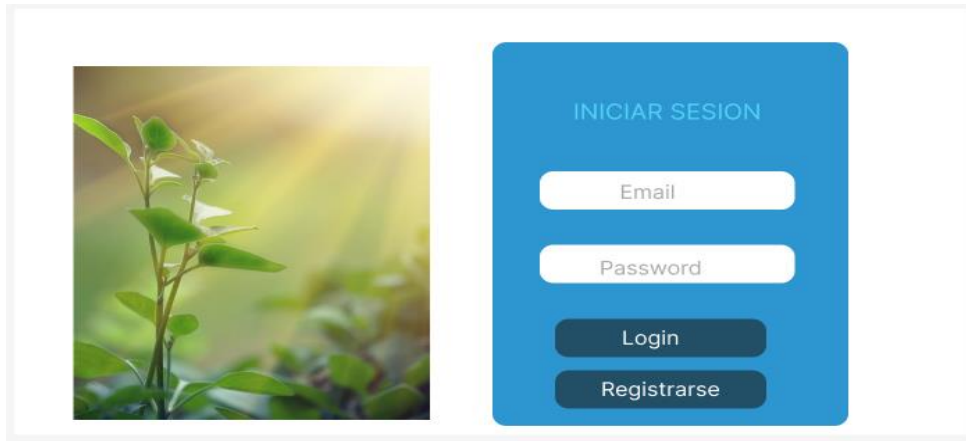 INICIAR SESION
Email
Password
Login
Registrarse